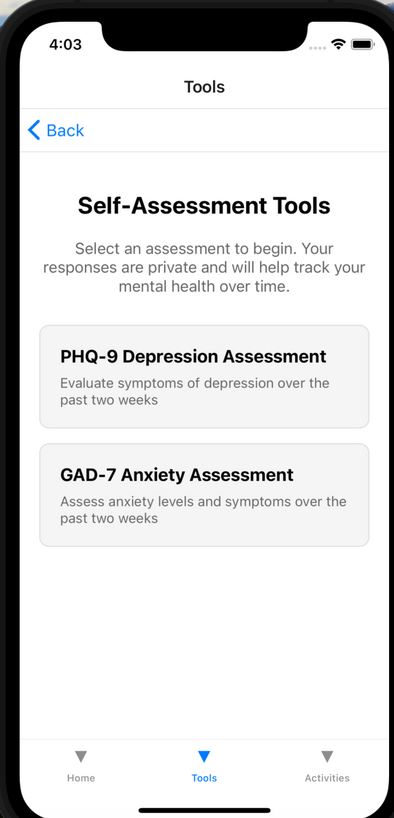 4:03
Tools
Back
Self-Assessment Tools
Select an assessment to begin. Your
responses are private and will help track your
mental health over time.
PHQ-9 Depression Assessment
Evaluate symptoms of depression over the
past two weeks
GAD-7 Anxiety Assessment
Assess anxiety levels and symptoms over the
past two weeks
Home
Tools
Activities